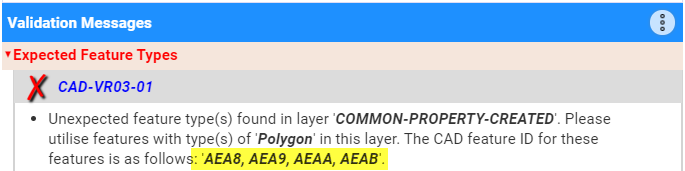 Validation Messages
Expected Feature Types
CAD-VR03-01
• Unexpected feature type(s) found in layer 'COMMON-PROPERTY-CREATED'. Please
utilise features with type(s) of 'Polygon' in this layer. The CAD feature ID for these
features is as follows: 'AEA8, AEA9, AEAA, AEAB'.